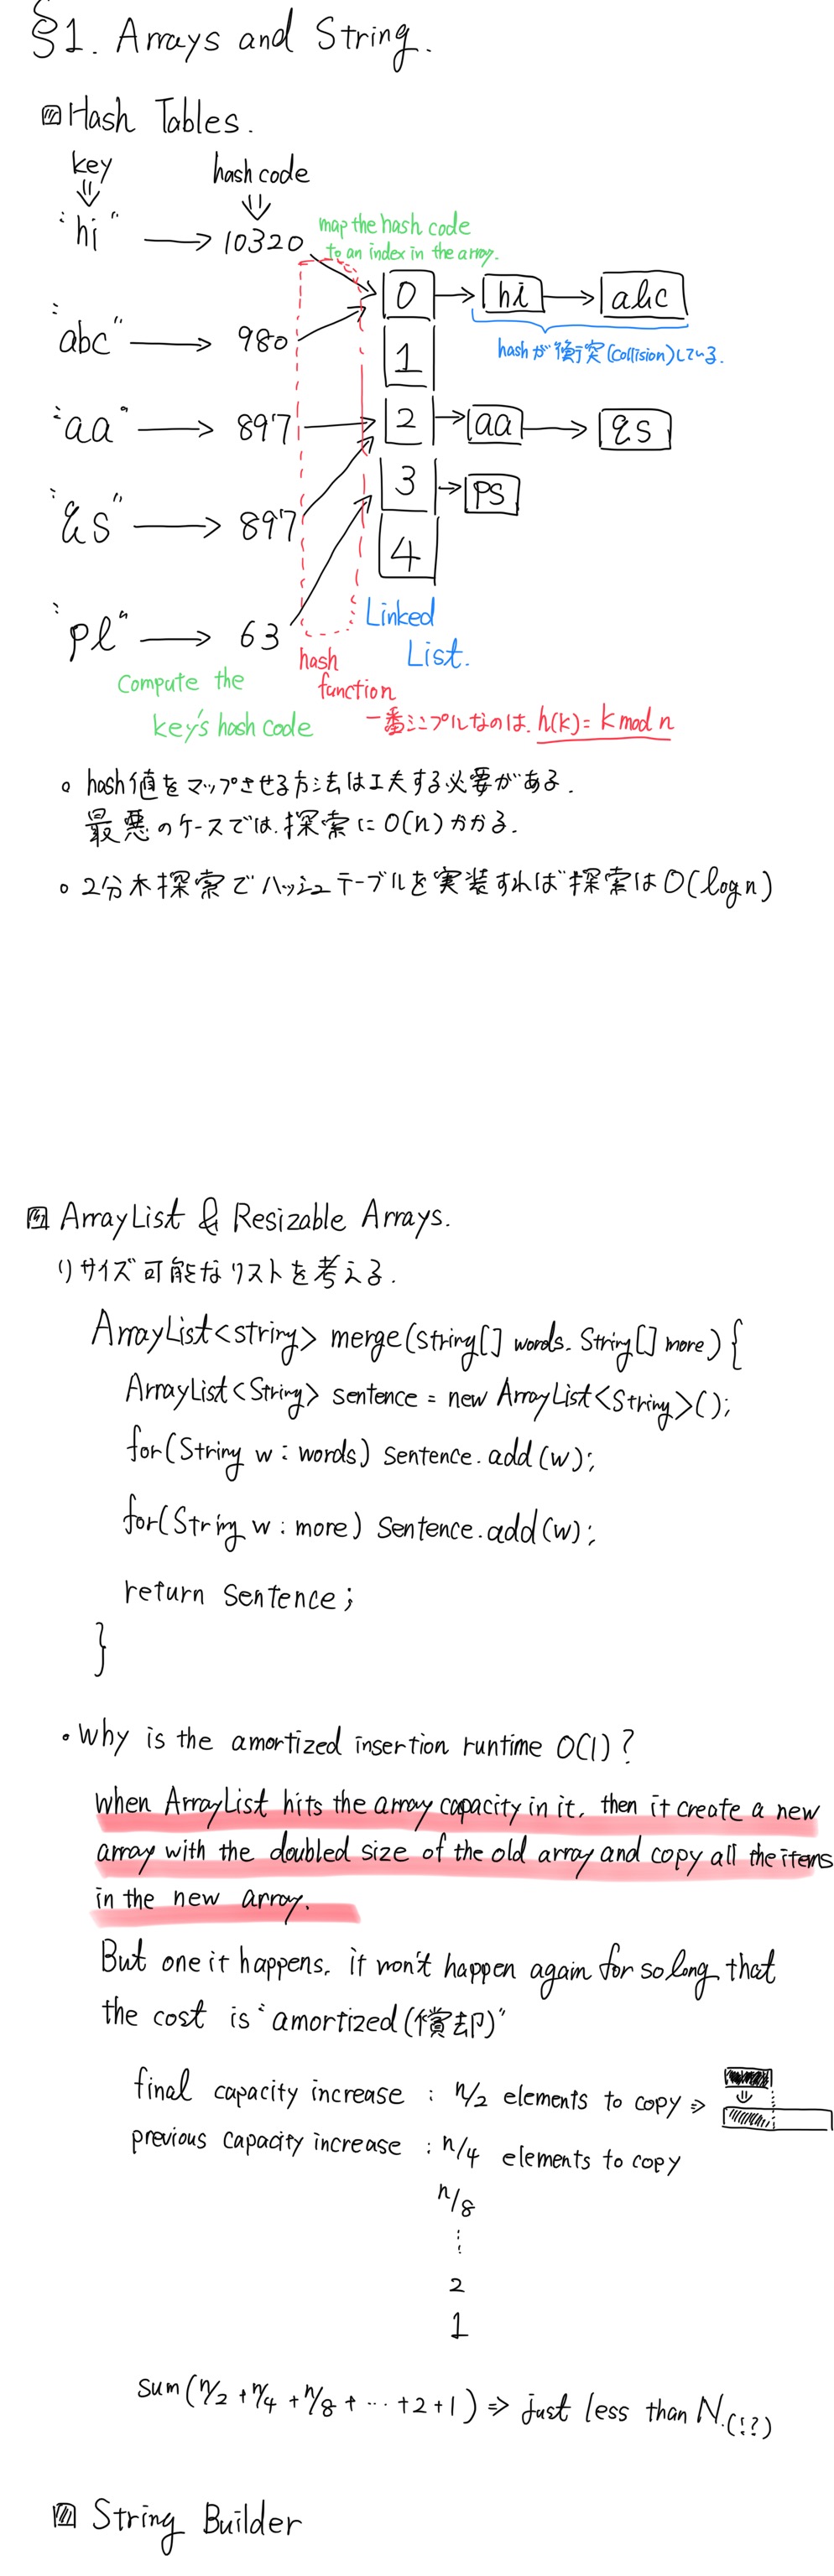 §1. Arrays and String.
Hash Tables.
key
hash code
"hi"
10320
map the hash code
to an index in the array.
0
hi
abc
"abc"
980
1
hashが衝突(collision)している.
"aa"
897
2
aa
qs
3
ps
"qs"
897
4
"pl"
63
Linked
List.
hash
function
Compute the
key's hash code
一番シンプルなのは. h(k) = k mod n
。hash値をマップさせる方法は工夫する必要がある.
最悪のケースでは. 探索にO(n)かかる.
。2分木探索でハッシュテーブルを実装すれば探索はO(log n)
ArrayList & Resizable Arrays.
リサイズ可能なリストを考える.
ArrayList<string> merge(string[] words. String[] more) {
ArrayList<String> sentence = new ArrayList<String>();
for(String w : words) sentence.add(w);
for(String w : more) sentence.add(w);
return sentence;
}
・Why is the amortized insertion runtime O(1)?
when ArrayList hits the array capacity in it, then it create a new
array with the doubled size of the old array and copy all the items
in the new array.
But one it happens, it won't happen again for so long that
the cost is "amortized(償却)"
final capacity increase : n/2 elements to copy ⇒
previous capacity increase : n/4 elements to copy
n/8
⋮
2
1
sum(n/2 + n/4 + n/8 + ... + 2 + 1) ⇒ just less than N.(!?)
String Builder